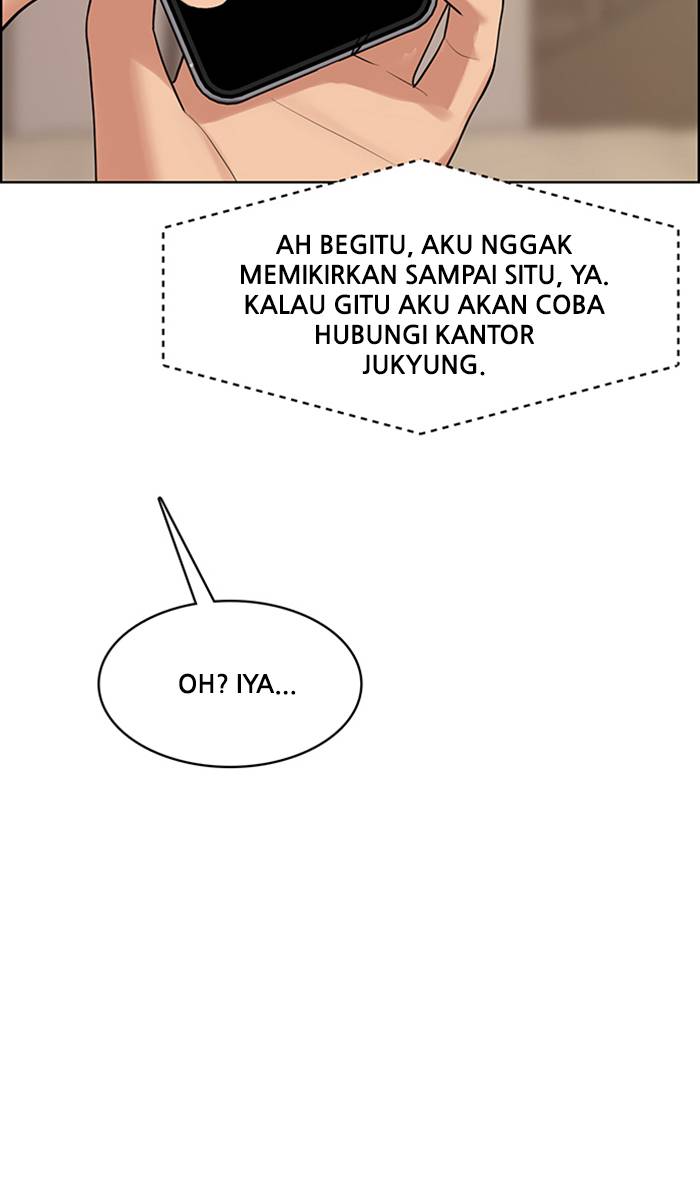 AH BEGITU, AKU NGGAK
MEMIKIRKAN SAMPAI SITU, YA.
KALAU GITU AKU AKAN COBA
HUBUNGI KANTOR
JUKYUNG.
OH? IYA...